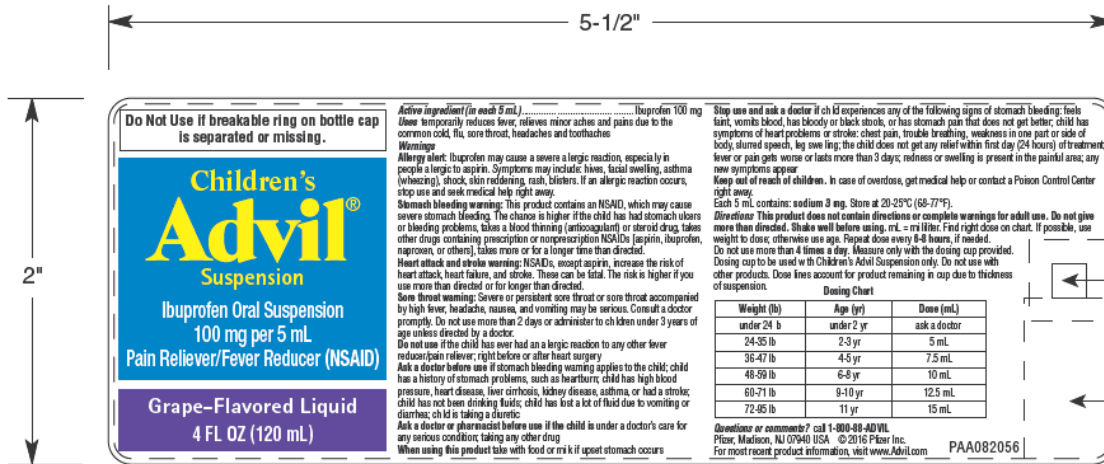 5-1/2"
2"
Do Not Use if breakable ring on bottle cap
is separated or missing.
Children's
Advil®
Suspension
Ibuprofen Oral Suspension
100 mg per 5 mL
Pain Reliever/Fever Reducer (NSAID)
Grape-Flavored Liquid
4 FL OZ (120 mL)
Active ingredient (in each 5 mL)............. ........................ ........ Ibuprofen 100 mg
Uses temporarily reduces fever, relieves minor aches and pains due to the
common cold, flu, sore throat, headaches and toothaches
Warnings
Allergy alert: Ibuprofen may cause a severe a lergic reaction, especially in
people a lergic to aspirin. Symptoms may include: hives, facial swelling, asthma
(wheezing), shock, skin reddening, rash, blisters. If an allergic reaction occurs,
stop use and seek medical help right away.
Stomach bleeding warning: This product contains an NSAID, which may cause
severe stomach bleeding. The chance is higher if the child has had stomach ulcers
or bleeding problems, takes a blood thinning (anticoagulant) or steroid drug, takes
other drugs containing prescription or nonprescription NSAIDs [aspirin, ibuprofen,
naproxen, or others], takes more or for a longer time than directed.
Heart attack and stroke warning: NSAIDs, except aspirin, increase the risk of
heart attack, heart failure, and stroke. These can be fatal. The risk is higher if you
use more than directed or for longer than directed.
Sore throat warning: Severe or persistent sore throat or sore throat accompanied
by high fever, headache, nausea, and vomiting may be serious. Consult a doctor
promptly. Do not use more than 2 days or administer to ch ldren under 3 years of
age unless directed by a doctor.
Do not use if the child has ever had an a lergic reaction to any other fever
reducer/pain reliever; right before or after heart surgery
Ask a doctor before use if stomach bleeding warning applies to the child; child
has a history of stomach problems, such as heartburn; child has high blood
pressure, heart disease, liver cirrhosis, kidney disease, asthma, or had a stroke;
child has not been drinking fluids; child has lost a lot of fluid due to vomiting or
diarrhea; ch ld is taking a diuretic
Ask a doctor or pharmacist before use if the child is under a doctor's care for
any serious condition; taking any other drug
When using this product take with food or mi k if upset stomach occurs
Stop use and ask a doctor if ch ld experiences any of the following signs of stomach bleeding: feels
faint, vomits blood, has bloody or black stools, or has stomach pain that does not get better; child has
symptoms of heart problems or stroke: chest pain, trouble breathing, weakness in one part or side of
body, slurred speech, leg swe ling; the child does not get any relief within first day (24 hours) of treatment;
fever or pain gets worse or lasts more than 3 days; redness or swelling is present in the painful area; any
new symptoms appear
Keep out of reach of children. In case of overdose, get medical help or contact a Poison Control Center
right away.
Each 5 mL contains: sodium 3 mg. Store at 20-25°C (68-77°F).
Directions This product does not contain directions or complete warnings for adult use. Do not give
more than directed. Shake well before using. mL = mi liliter. Find right dose on chart. If possible, use
weight to dose; otherwise use age. Repeat dose every 6-8 hours, if needed.
Do not use more than 4 times a day. Measure only with the dosing cup provided.
Dosing cup to be used w th Children's Advil Suspension only. Do not use with
other products. Dose lines account for product remaining in cup due to thickness
of suspension.
Dosing Chart
Weight (lb) Age (yr) Dose (mL)
under 24 b under 2 yr ask a doctor
24-35 lb 2-3 yr 5 mL
36-47 lb 4-5 yr 7.5 mL
48-59 lb 6-8 yr 10 mL
60-71 lb 9-10 yr 12.5 mL
72-95 lb 11 yr 15 mL
Questions or comments? call 1-800-88-ADVIL
Pfizer, Madison, NJ 07940 USA © 2016 Pfizer Inc.
For most recent product information, visit www.Advil.com
PAA082056